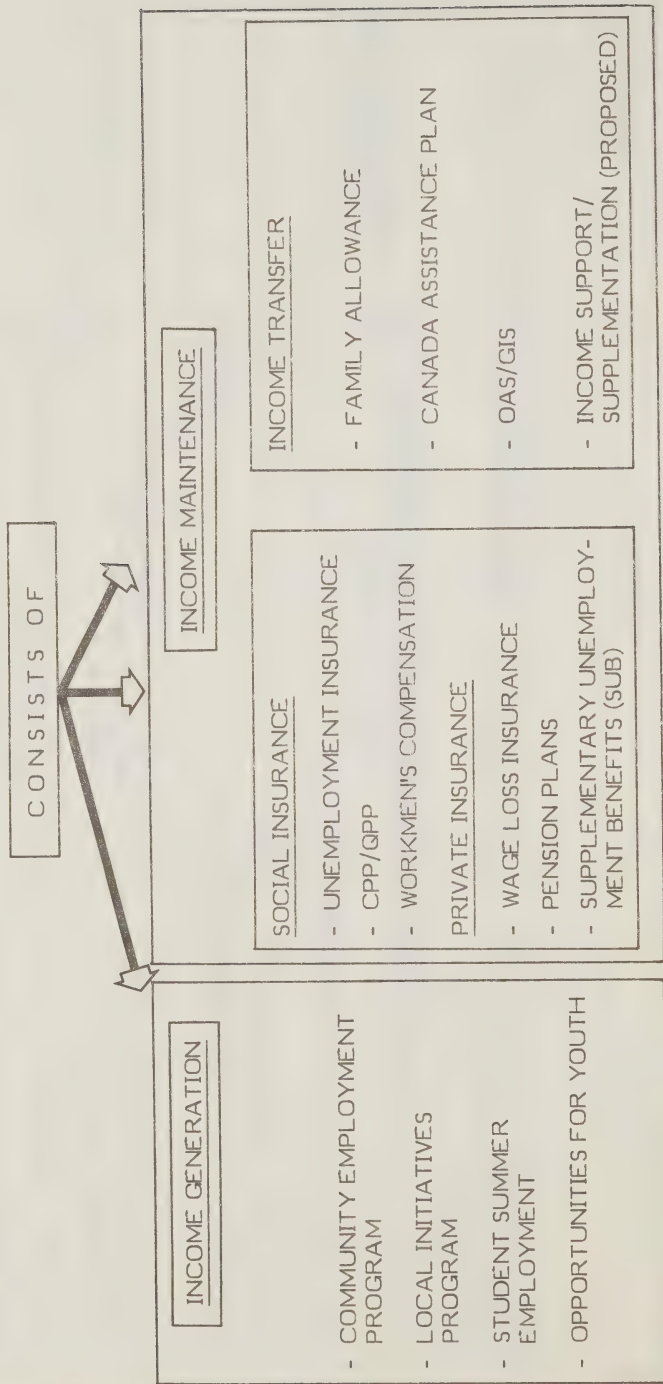 CONSISTS OF
INCOME GENERATION
- COMMUNITY EMPLOYMENT
PROGRAM
- LOCAL INITIATIVES
PROGRAM
- STUDENT SUMMER
EMPLOYMENT
- OPPORTUNITIES FOR YOUTH
INCOME MAINTENANCE
SOCIAL INSURANCE
- UNEMPLOYMENT INSURANCE
- CPP/QPP
- WORKMEN'S COMPENSATION
PRIVATE INSURANCE
- WAGE LOSS INSURANCE
- PENSION PLANS
- SUPPLEMENTARY UNEMPLOY-
MENT BENEFITS (SUB)
INCOME TRANSFER
- FAMILY ALLOWANCE
- CANADA ASSISTANCE PLAN
- OAS/GIS
- INCOME SUPPORT/
SUPPLEMENTATION (PROPOSED)